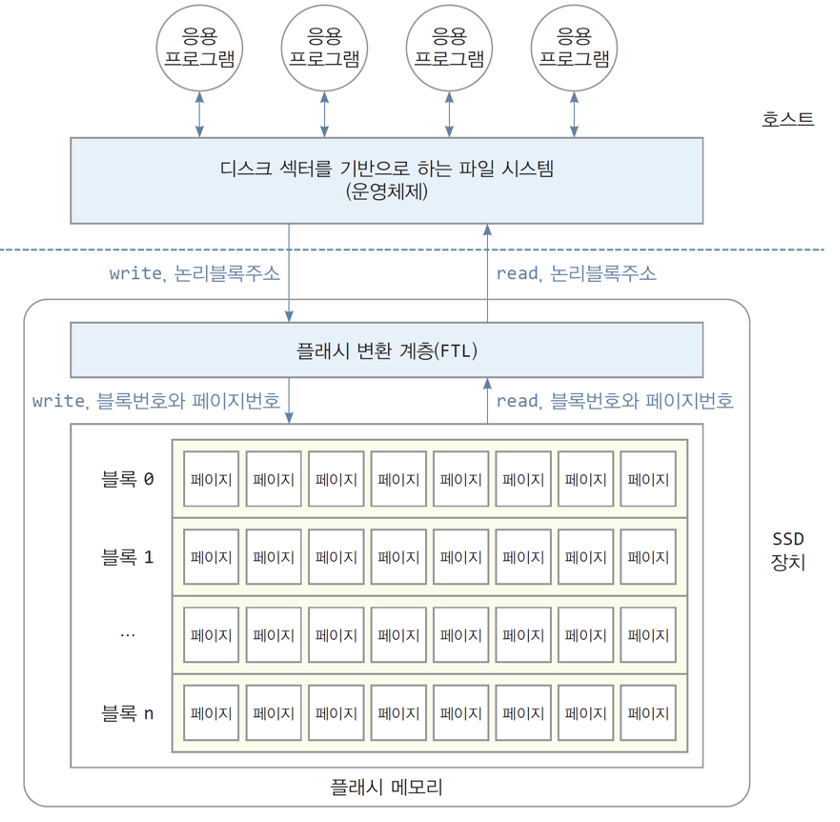 응용
프로그램
응용
프로그램
응용
프로그램
응용
프로그램
호스트
디스크 섹터를 기반으로 하는 파일 시스템
(운영체제)
write, 논리블록주소
read, 논리블록주소
플래시 변환 계층(FTL)
write, 블록번호와 페이지번호
read, 블록번호와 페이지번호
블록 0
페이지 페이지 페이지 페이지 페이지 페이지 페이지 페이지
블록 1
페이지 페이지 페이지 페이지 페이지 페이지 페이지 페이지
...
페이지 페이지 페이지 페이지 페이지 페이지 페이지 페이지
블록 n
페이지 페이지 페이지 페이지 페이지 페이지 페이지 페이지
SSD
장치
플래시 메모리